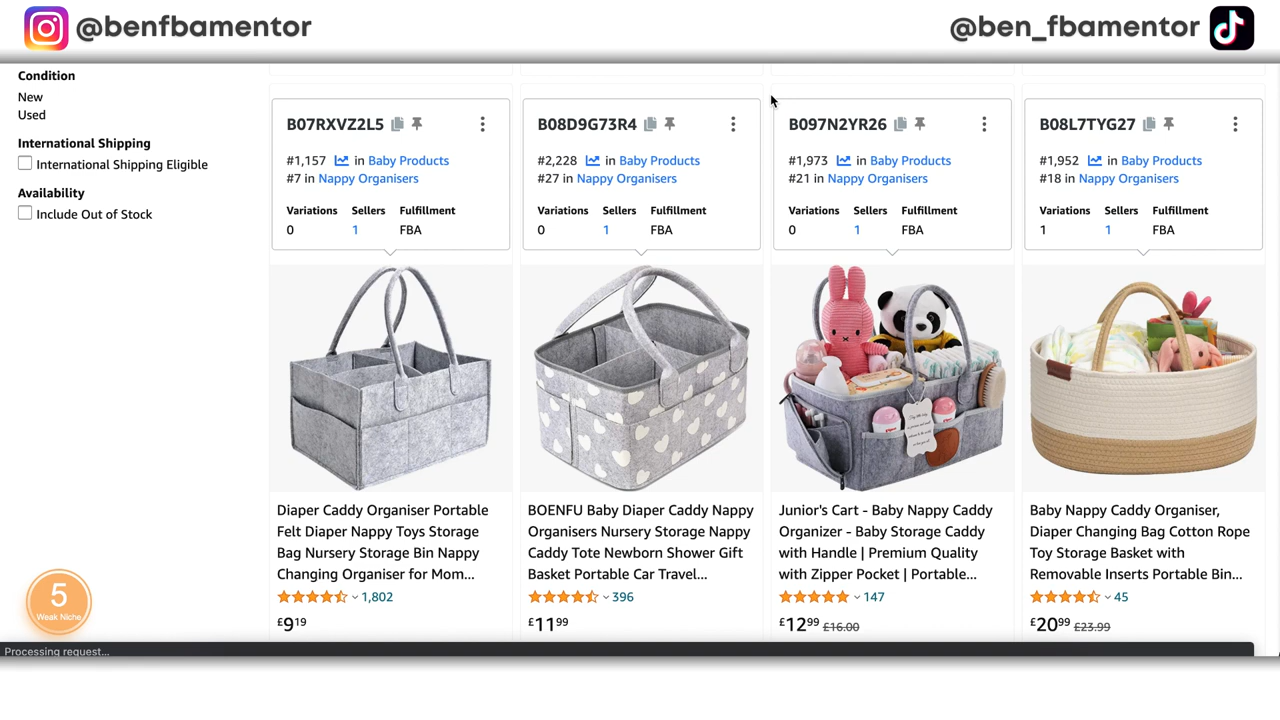 @benfbamentor
@ben_fbamentor
Condition
New
Used
International Shipping
International Shipping Eligible
Availability
Include Out of Stock
B07RXVZ2L5
#1,157 in Baby Products
#7 in Nappy Organisers
Variations Sellers Fulfillment
0 1 FBA
Diaper Caddy Organiser Portable
Felt Diaper Nappy Toys Storage
Bag Nursery Storage Bin Nappy
Changing Organiser for Mom...
1,802
£9.19
B08D9G73R4
#2,228 in Baby Products
#27 in Nappy Organisers
Variations Sellers Fulfillment
0 1 FBA
BOENFU Baby Diaper Caddy Nappy
Organisers Nursery Storage Nappy
Caddy Tote Newborn Shower Gift
Basket Portable Car Travel...
396
£11.99
B097N2YR26
#1,973 in Baby Products
#21 in Nappy Organisers
Variations Sellers Fulfillment
0 1 FBA
Junior's Cart - Baby Nappy Caddy
Organizer - Baby Storage Caddy
with Handle | Premium Quality
with Zipper Pocket | Portable...
147
£12.99 £16.00
B08L7TYG27
#1,952 in Baby Products
#18 in Nappy Organisers
Variations Sellers Fulfillment
1 1 FBA
Baby Nappy Caddy Organiser,
Diaper Changing Bag Cotton Rope
Toy Storage Basket with
Removable Inserts Portable Bin...
45
£20.99 £23.99
5
Weak Niche
Processing request...